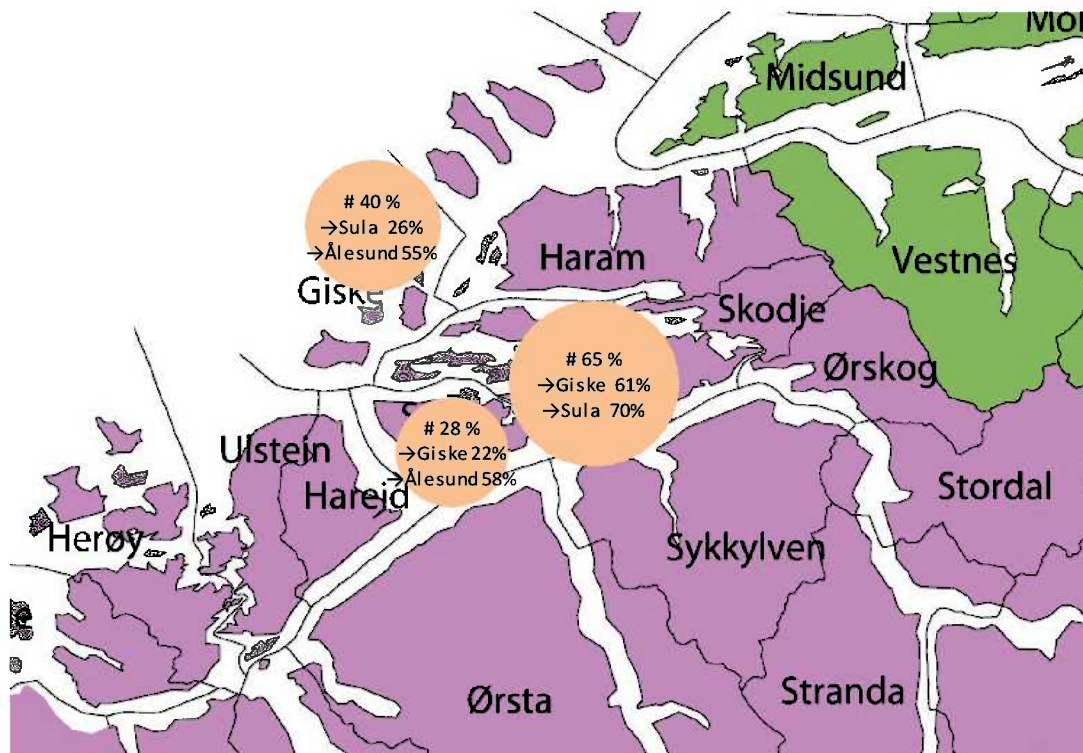 Midsund
# 40 %
→Sula 26%
→Ålesund 55%
Giske
Haram
Vestnes
Skodje
# 65 %
→Giske 61%
→Sula 70%
Ørskog
# 28 %
→Giske 22%
→Ålesund 58%
Ulstein
Hareid
Stordal
Herøy
Sykkylven
Stranda
Ørsta